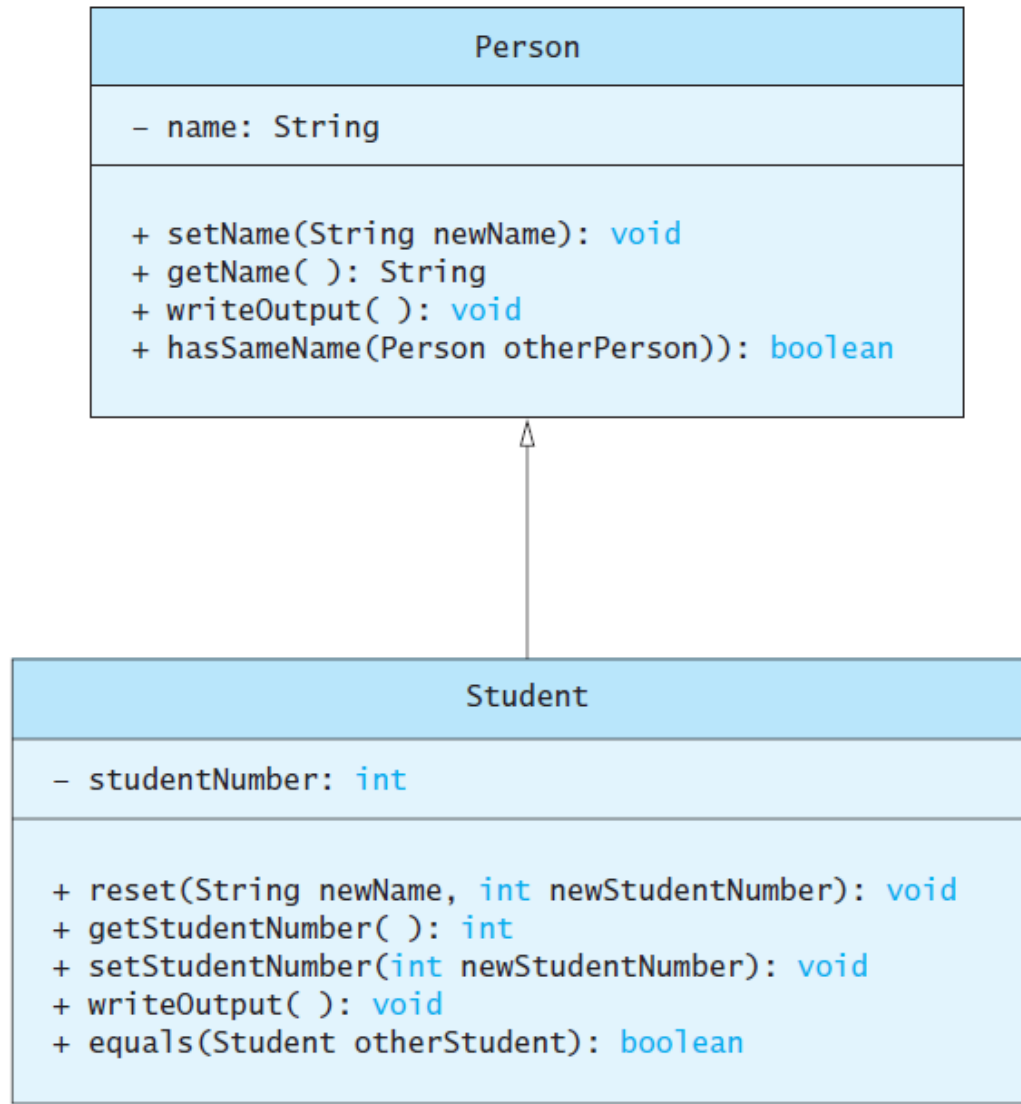 Person
– name: String
+ setName(String newName): void
+ getName( ): String
+ writeOutput( ): void
+ hasSameName(Person otherPerson)): boolean
Student
– studentNumber: int
+ reset(String newName, int newStudentNumber): void
+ getStudentNumber( ): int
+ setStudentNumber(int newStudentNumber): void
+ writeOutput( ): void
+ equals(Student otherStudent): boolean